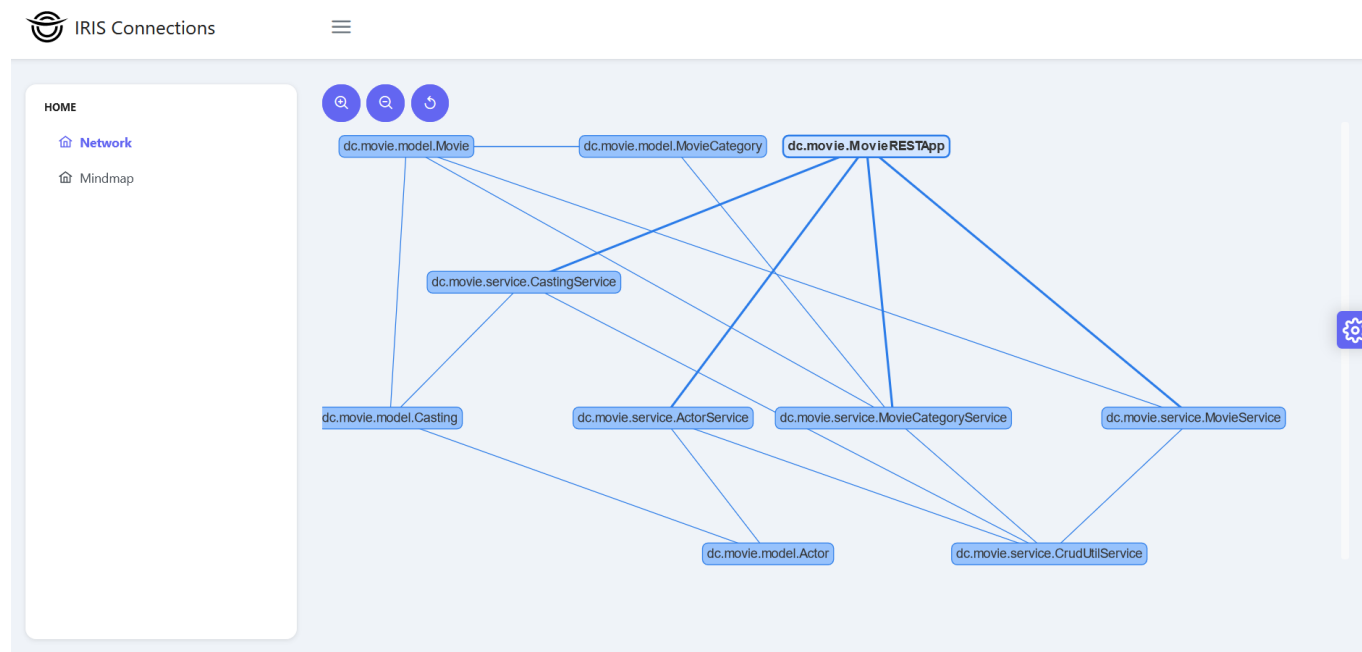 IRIS Connections
HOME
Network
Mindmap
dc.movie.model.Movie
dc.movie.model.MovieCategory
dc.movie.MovieRESTApp
dc.movie.service.CastingService
dc.movie.model.Casting
dc.movie.service.ActorService
dc.movie.service.MovieCategoryService
dc.movie.service.MovieService
dc.movie.model.Actor
dc.movie.service.CrudUtilService